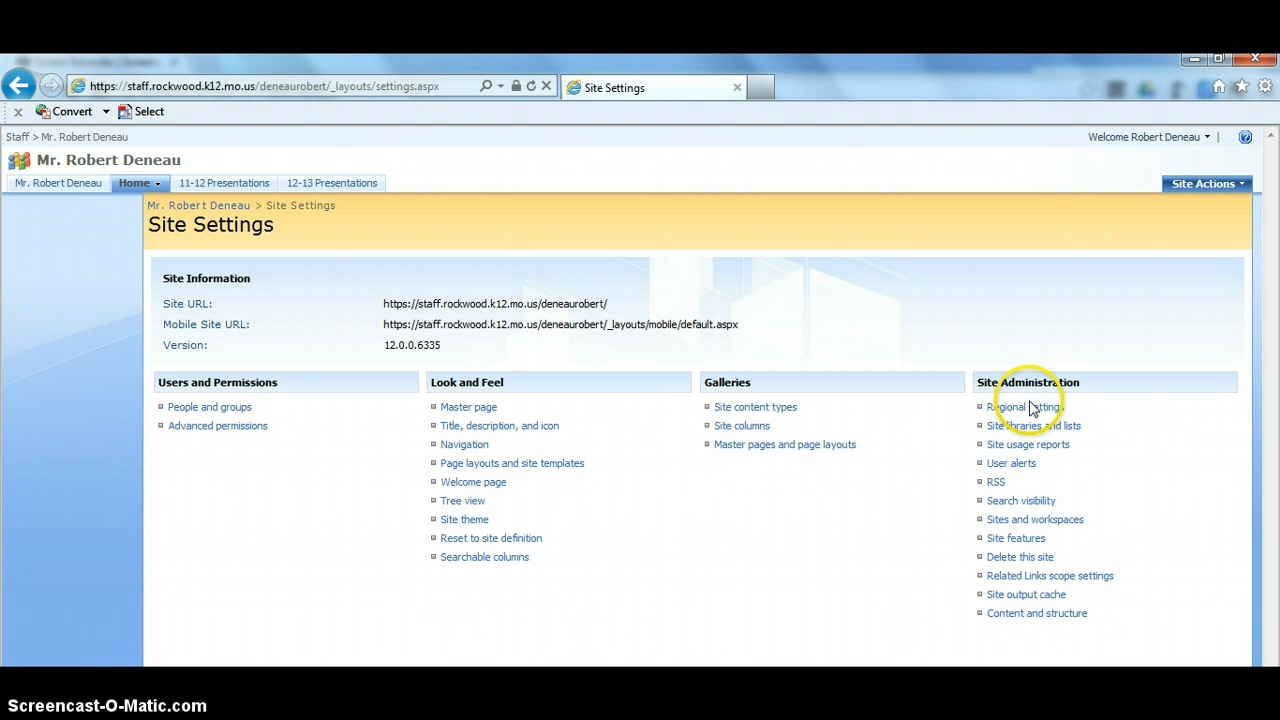 https://staff.rockwood.k12.mo.us/deneaurobert/_layouts/settings.aspx
Site Settings
Convert
Select
Staff > Mr. Robert Deneau
Welcome Robert Deneau
Mr. Robert Deneau
Mr. Robert Deneau
Home
11-12 Presentations
12-13 Presentations
Site Actions
Mr. Robert Deneau > Site Settings
Site Settings
Site Information
Site URL: https://staff.rockwood.k12.mo.us/deneaurobert/
Mobile Site URL: https://staff.rockwood.k12.mo.us/deneaurobert/_layouts/mobile/default.aspx
Version: 12.0.0.6335
Users and Permissions
People and groups
Advanced permissions
Look and Feel
Master page
Title, description, and icon
Navigation
Page layouts and site templates
Welcome page
Tree view
Site theme
Reset to site definition
Searchable columns
Galleries
Site content types
Site columns
Master pages and page layouts
Site Administration
Regional settings
Site libraries and lists
Site usage reports
User alerts
RSS
Search visibility
Sites and workspaces
Site features
Delete this site
Related Links scope settings
Site output cache
Content and structure
Screencast-O-Matic.com